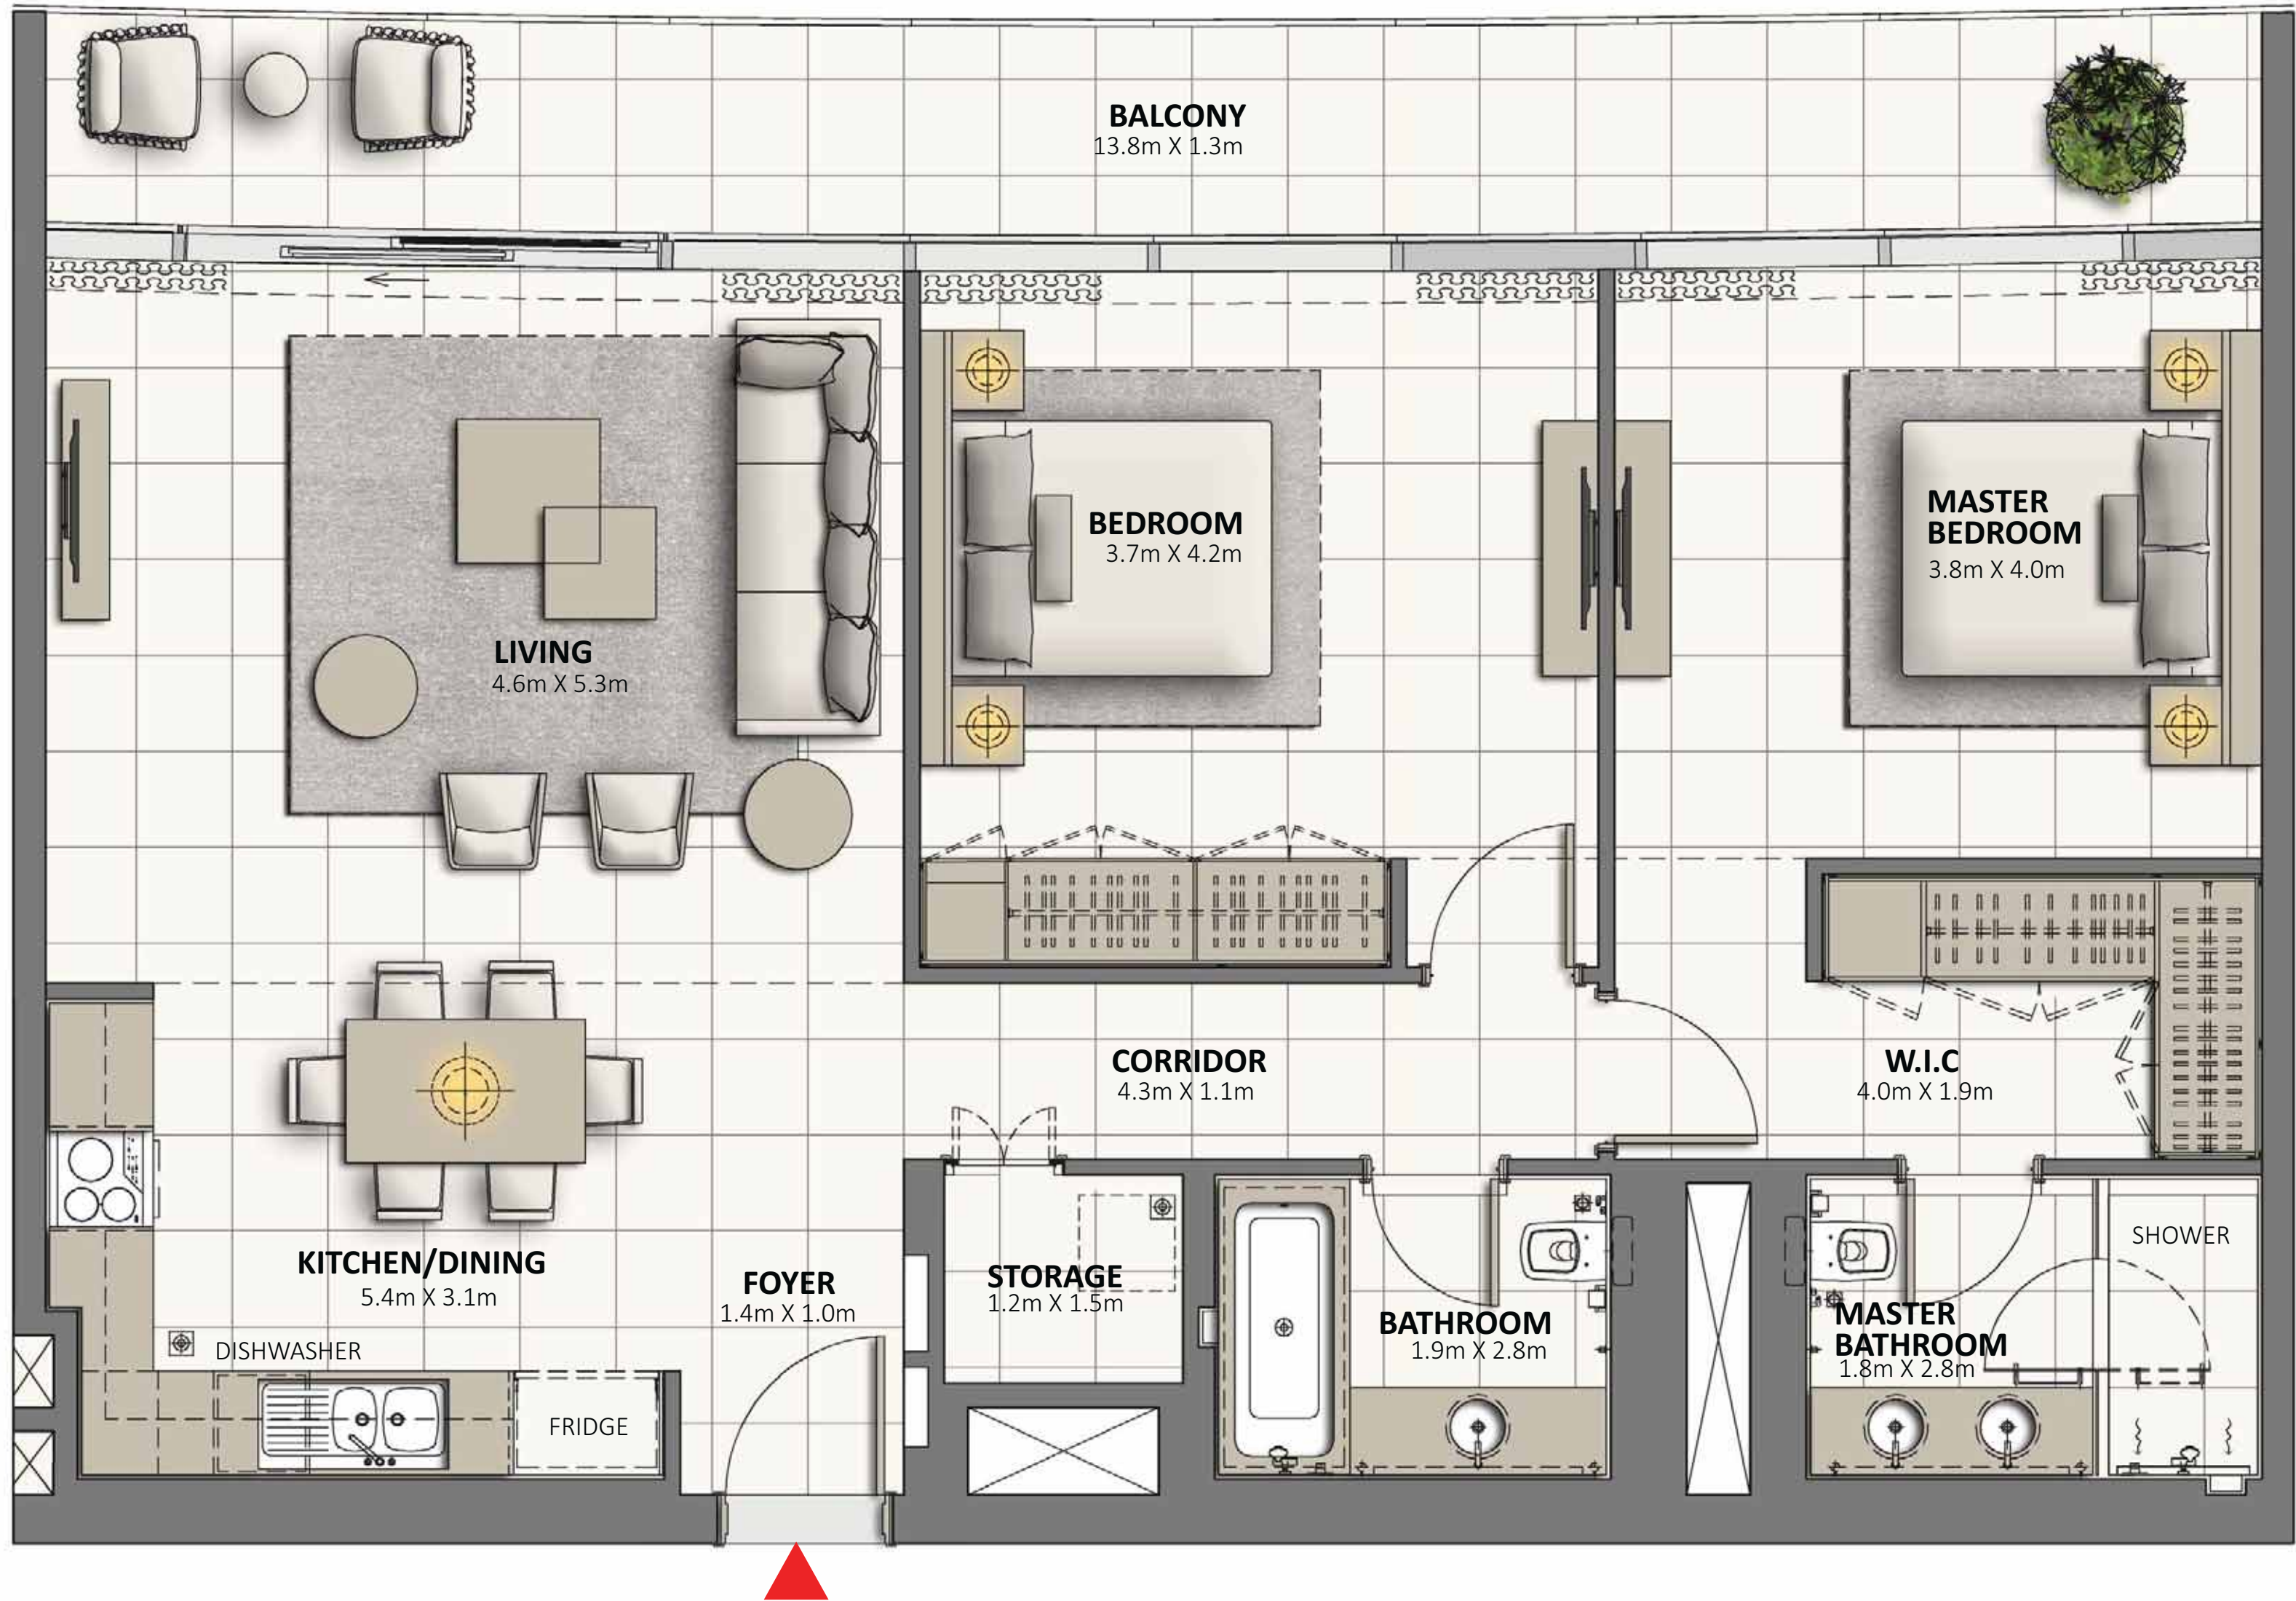 BALCONY
13.8m X 1.3m
BEDROOM
3.7m X 4.2m
MASTER
BEDROOM
3.8m X 4.0m
LIVING
4.6m X 5.3m
CORRIDOR
4.3m X 1.1m
W.I.C
4.0m X 1.9m
KITCHEN/DINING
5.4m X 3.1m
FOYER
1.4m X 1.0m
STORAGE
1.2m X 1.5m
BATHROOM
1.9m X 2.8m
MASTER
BATHROOM
1.8m X 2.8m
SHOWER
DISHWASHER
FRIDGE